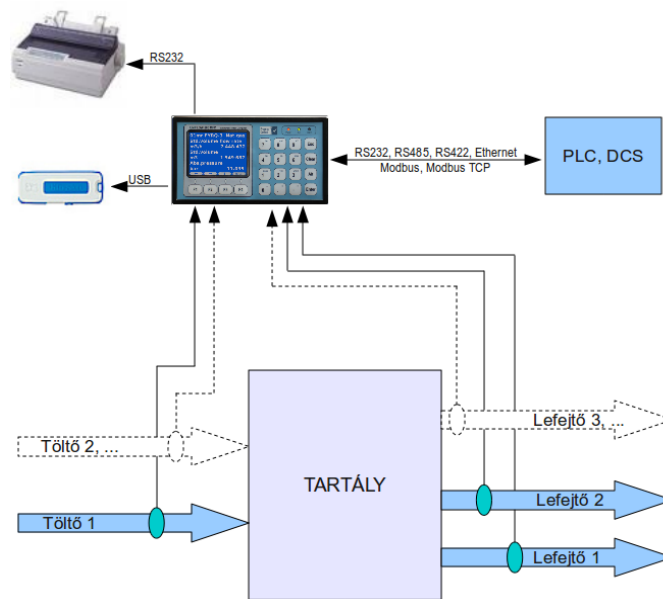 RS232
USB
RS232, RS485, RS422, Ethernet
Modbus, Modbus TCP
PLC, DCS
Töltő 2, ...
Töltő 1
TARTÁLY
Lefejtő 3, ...
Lefejtő 2
Lefejtő 1